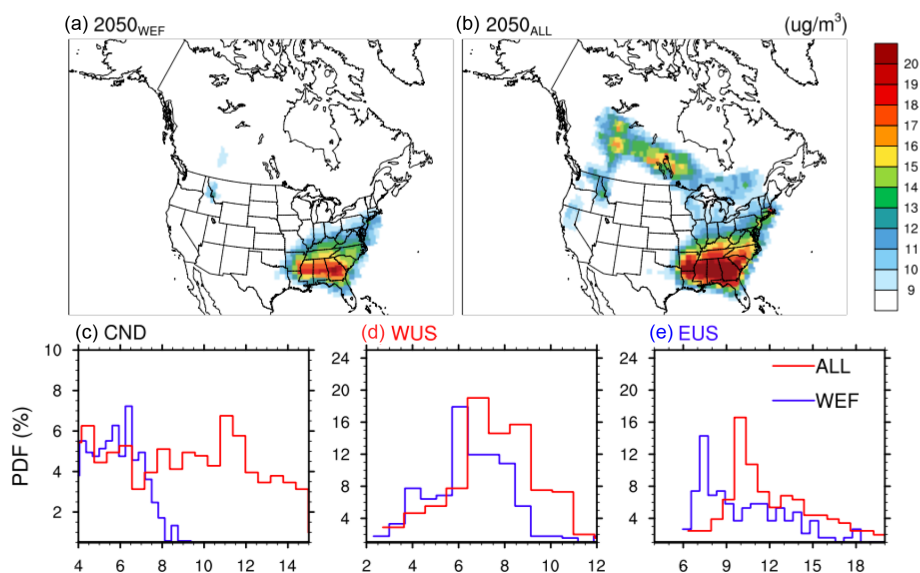 (a) 2050WEF
(b) 2050ALL
(ug/m3)
20
19
18
17
16
15
14
13
12
11
10
9
(c) CND
(d) WUS
(e) EUS
PDF (%)
10
8
6
4
2
4 6 8 10 12 14
24
20
16
12
8
4
2 4 6 8 10 12
24
20
16
12
8
4
6 9 12 15 18
ALL
WEF